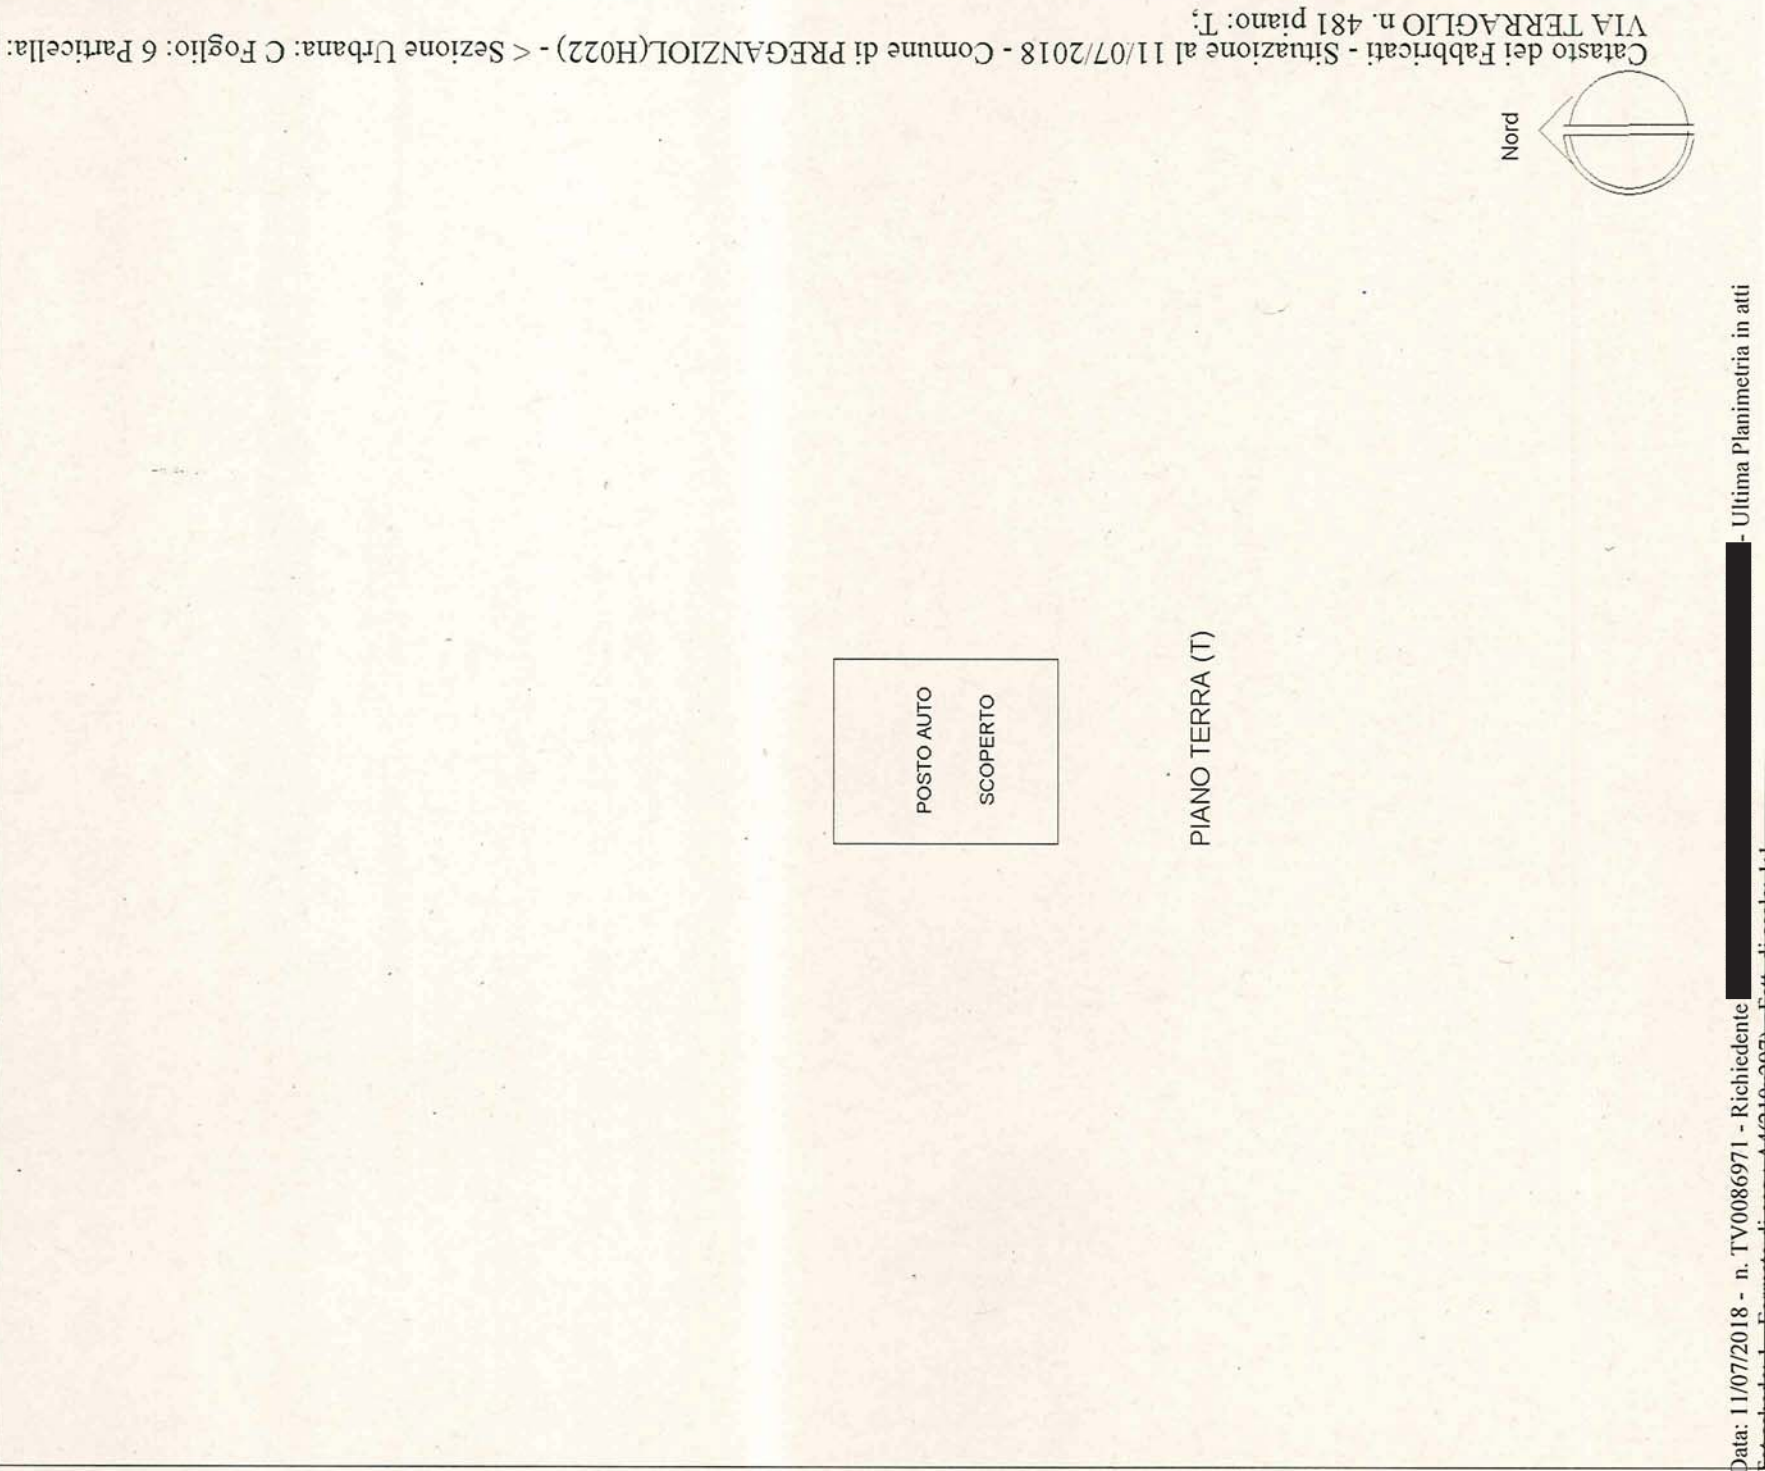 Catasto dei Fabbricati - Situazione al 11/07/2018 - Comune di PREGANZIOL(H022) - < Sezione Urbana: C Foglio: 6 Particella:
VIA TERRAGLIO n. 481 piano: T;
Nord
POSTO AUTO
SCOPERTO
PIANO TERRA (T)
Data: 11/07/2018 - n. TV0086971 - Richiedente - Ultima Planimetria in atti